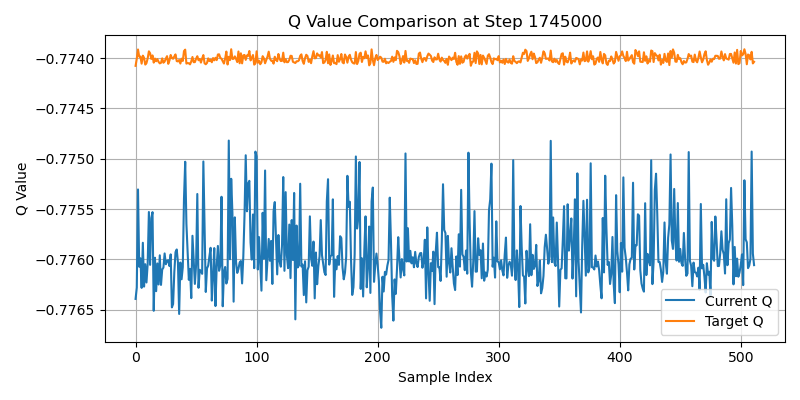 Q Value Comparison at Step 1745000
Q Value
−0.7740
−0.7745
−0.7750
−0.7755
−0.7760
−0.7765
0
100
200
300
400
500
Sample Index
Current Q
Target Q